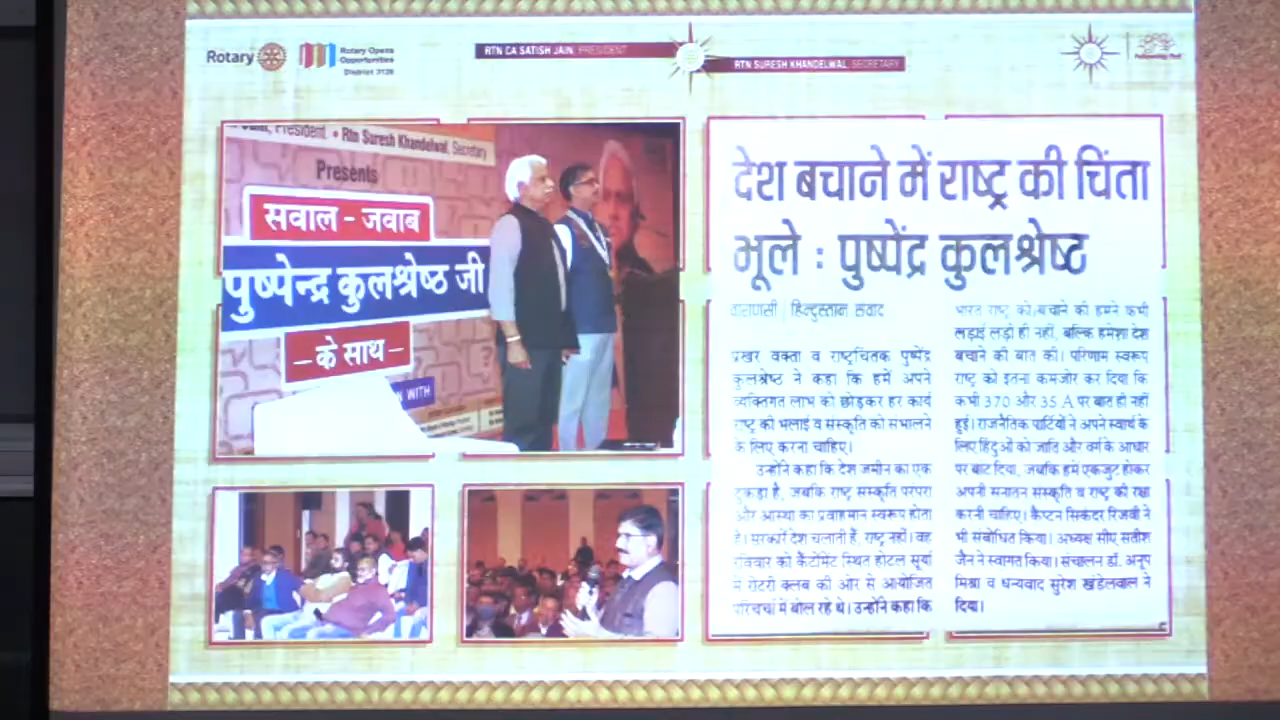 Rotary
Rotary Opens
Opportunities
District 3120
RTN CA SATISH JAIN PRESIDENT
RTN SURESH KHANDELWAL SECRETARY
President • Rtn Suresh Khandelwal, Secretary
Presents
सवाल - जवाब
पुष्पेन्द्र कुलश्रेष्ठ जी
– के साथ –
WITH
देश बचाने में राष्ट्र की चिंता
भूले : पुष्पेंद्र कुलश्रेष्ठ
वाराणसी | हिन्दुस्तान संवाद
प्रखर वक्ता व राष्ट्रचिंतक पुष्पेंद्र
कुलश्रेष्ठ ने कहा कि हमें अपने
व्यक्तिगत लाभ को छोड़कर हर कार्य
राष्ट्र की भलाई व संस्कृति को संभालने
के लिए करना चाहिए।
उन्होंने कहा कि देश जमीन का एक
टुकड़ा है, जबकि राष्ट्र संस्कृति परंपरा
और आस्था का प्रवाहमान स्वरूप होता
है। सरकारें देश चलाती हैं, राष्ट्र नहीं। वह
रविवार को कैंटोंमेंट स्थित होटल सूर्या
में रोटरी क्लब की ओर से आयोजित
परिचर्चा में बोल रहे थे। उन्होंने कहा कि
भारत राष्ट्र को बचाने की हमने कभी
लड़ाई लड़ी ही नहीं, बल्कि हमेशा देश
बचाने की बात की। परिणाम स्वरूप
राष्ट्र को इतना कमजोर कर दिया कि
कभी 370 और 35 A पर बात ही नहीं
हुई। राजनैतिक पार्टियों ने अपने स्वार्थ के
लिए हिंदुओं को जाति और वर्ग के आधार
पर बांट दिया, जबकि हमें एकजुट होकर
अपनी सनातन संस्कृति व राष्ट्र की रक्षा
करनी चाहिए। कैप्टन सिकंदर रिजवी ने
भी संबोधित किया। अध्यक्ष सीए सतीश
जैन ने स्वागत किया। संचालन डॉ. अनूप
मिश्रा व धन्यवाद सुरेश खंडेलवाल ने
दिया।